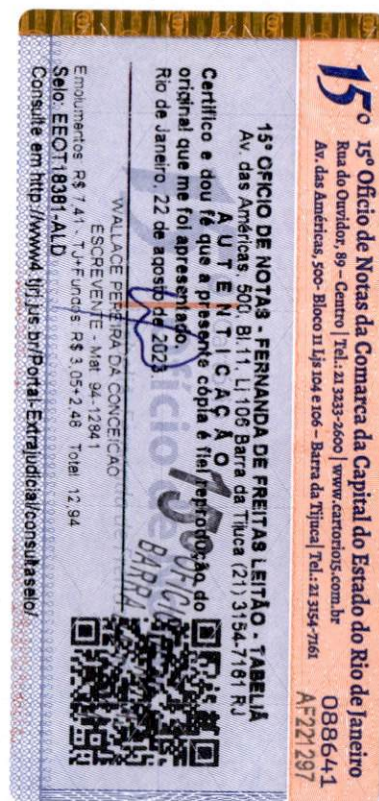 15º 15º Ofício de Notas da Comarca da Capital do Estado do Rio de Janeiro
Rua do Ouvidor, 89 – Centro | Tel.: 21 3233-2600 | www.cartorio15.com.br
Av. das Américas, 500- Bloco 11 Ljs 104 e 106 – Barra da Tijuca | Tel.: 21 3154-7161
088641
AF221297
15º OFICIO DE NOTAS - FERNANDA DE FREITAS LEITÃO - TABELIÃ
Av. das Américas, 500, Bl.11, Lj 106 Barra da Tijuca (21) 3154-7161 RJ
AUTENTICAÇÃO
Certifico e dou fé que a presente cópia é fiel reprodução do
original que me foi apresentado.
Rio de Janeiro, 22 de agosto de 2023
WALLACE PEREIRA DA CONCEICAO
ESCREVENTE - Mat. 94-12841
Emolumentos: R$ 7,41 - TJ-Fundos: R$ 3,05+2,48 Total: 12,94
Selo: EEQT18381-ALD
Consulte em http://www4.tjrj.jus.br/Portal-Extrajudicial/consultaselo/
15º OFÍCIO
BARRA